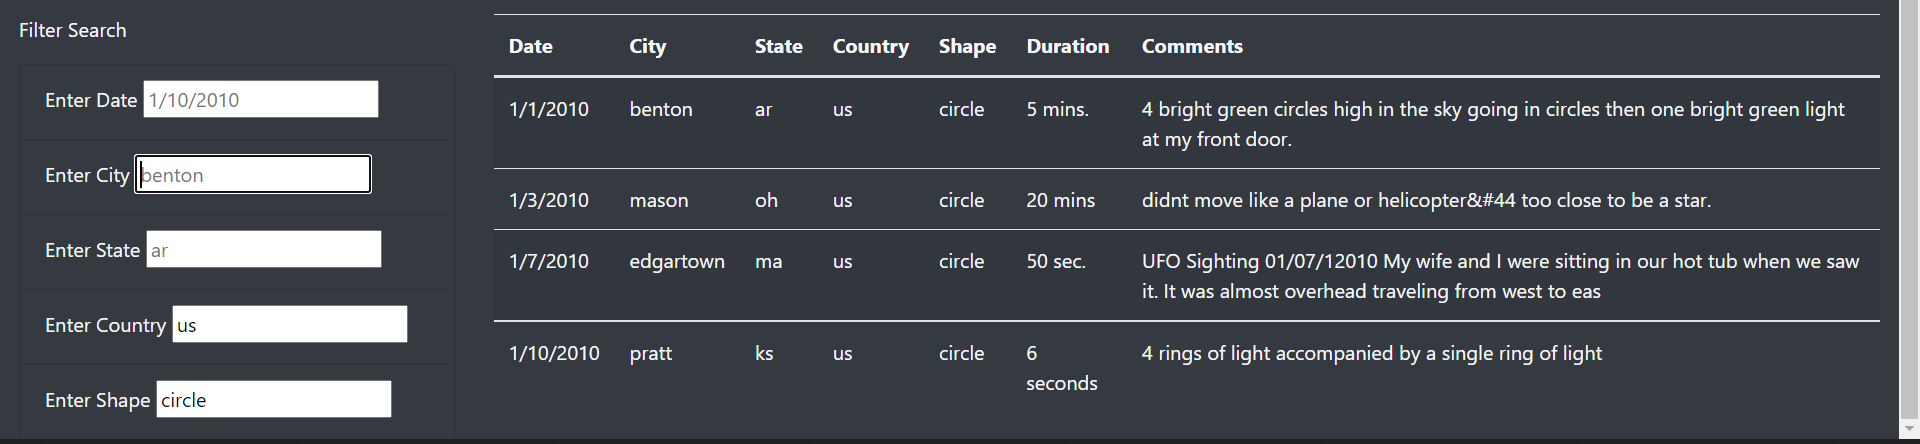 Filter Search
Enter Date 1/10/2010
Enter City benton
Enter State ar
Enter Country us
Enter Shape circle
Date City State Country Shape Duration Comments
1/1/2010 benton ar us circle 5 mins. 4 bright green circles high in the sky going in circles then one bright green light
at my front door.
1/3/2010 mason oh us circle 20 mins didnt move like a plane or helicopter&#44 too close to be a star.
1/7/2010 edgartown ma us circle 50 sec. UFO Sighting 01/07/12010 My wife and I were sitting in our hot tub when we saw
it. It was almost overhead traveling from west to eas
1/10/2010 pratt ks us circle 6 4 rings of light accompanied by a single ring of light
seconds